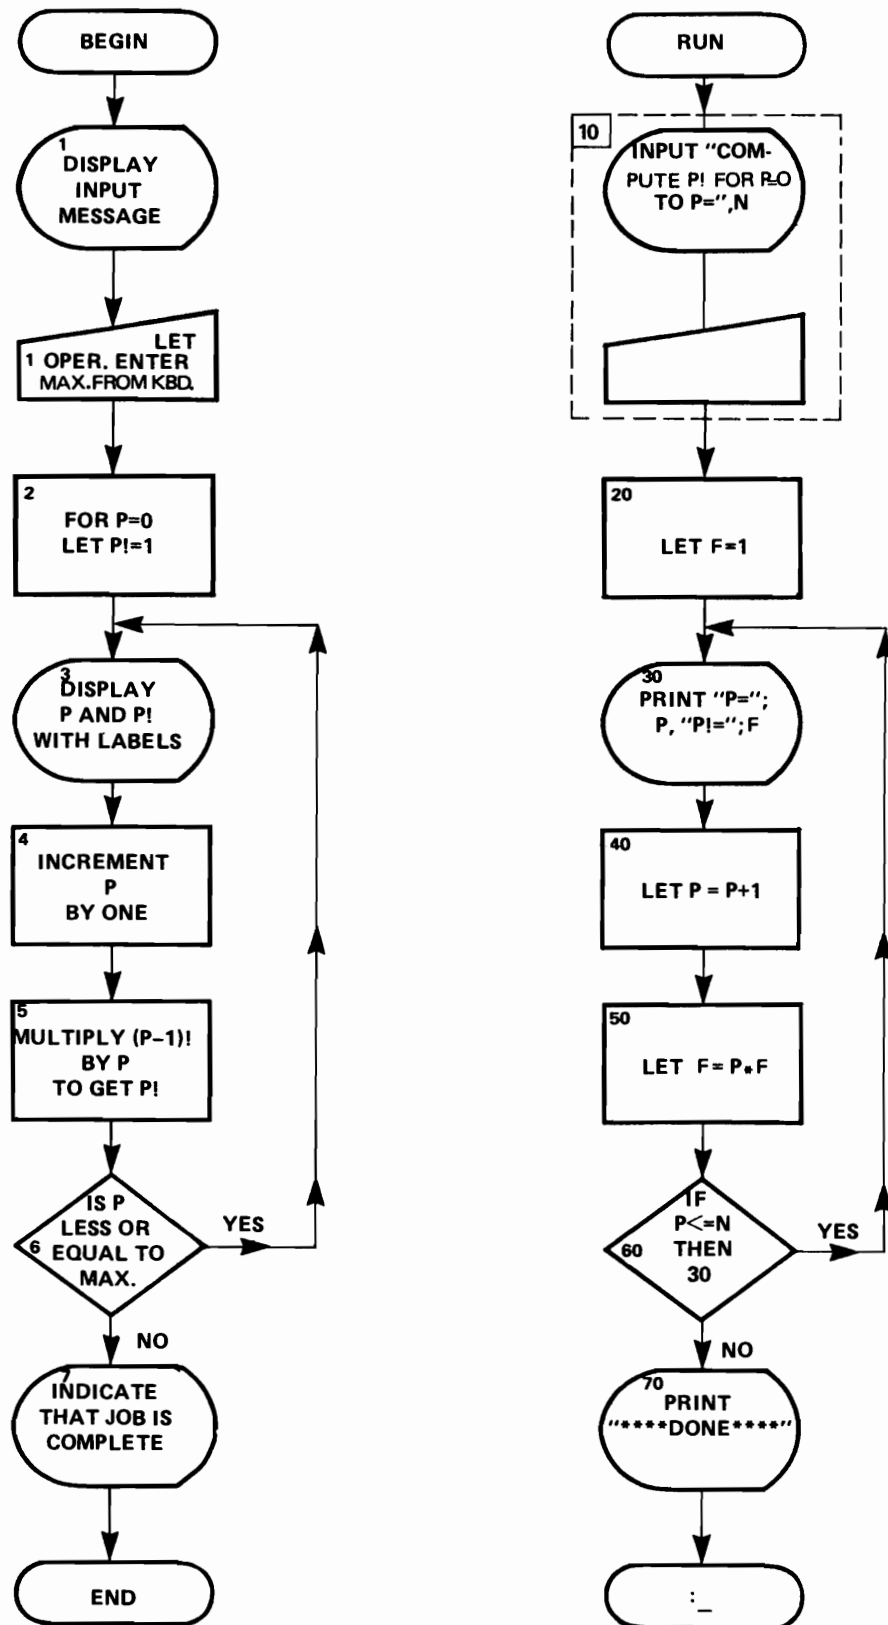 BEGIN
1
DISPLAY
INPUT
MESSAGE
LET
1 OPER. ENTER
MAX. FROM KBD.
2
FOR P=0
LET P!=1
3
DISPLAY
P AND P!
WITH LABELS
4
INCREMENT
P
BY ONE
5
MULTIPLY (P-1)!
BY P
TO GET P!
IS P
LESS OR
6 EQUAL TO
MAX.
YES
NO
7
INDICATE
THAT JOB IS
COMPLETE
END
RUN
10
INPUT "COM-
PUTE P! FOR P=O
TO P=",N
20
LET F=1
30
PRINT "P=";
P, "P!="; F
40
LET P = P+1
50
LET F = P*F
IF
P<=N
60 THEN
30
YES
NO
70
PRINT
"****DONE****"
:_